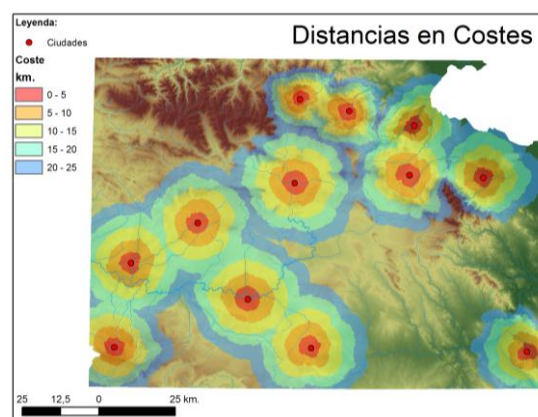 Leyenda:
Ciudades
Coste
km.
0 - 5
5 - 10
10 - 15
15 - 20
20 - 25
Distancias en Costes
25 12,5 0 25 km.